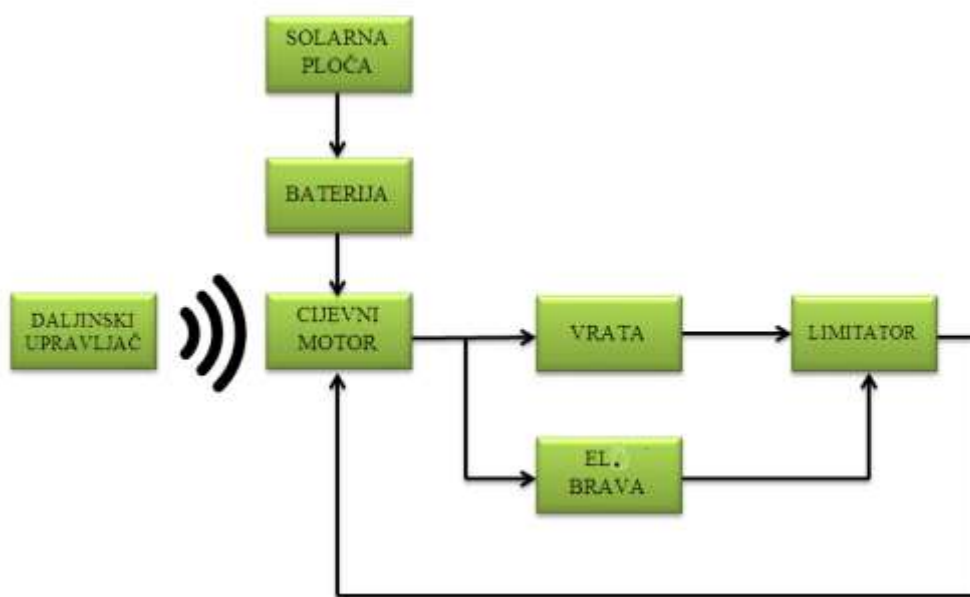 SOLARNA
PLOČA
BATERIJA
DALJINSKI
UPRAVLJAČ
CIJEVNI
MOTOR
VRATA
LIMITATOR
EL.
BRAVA